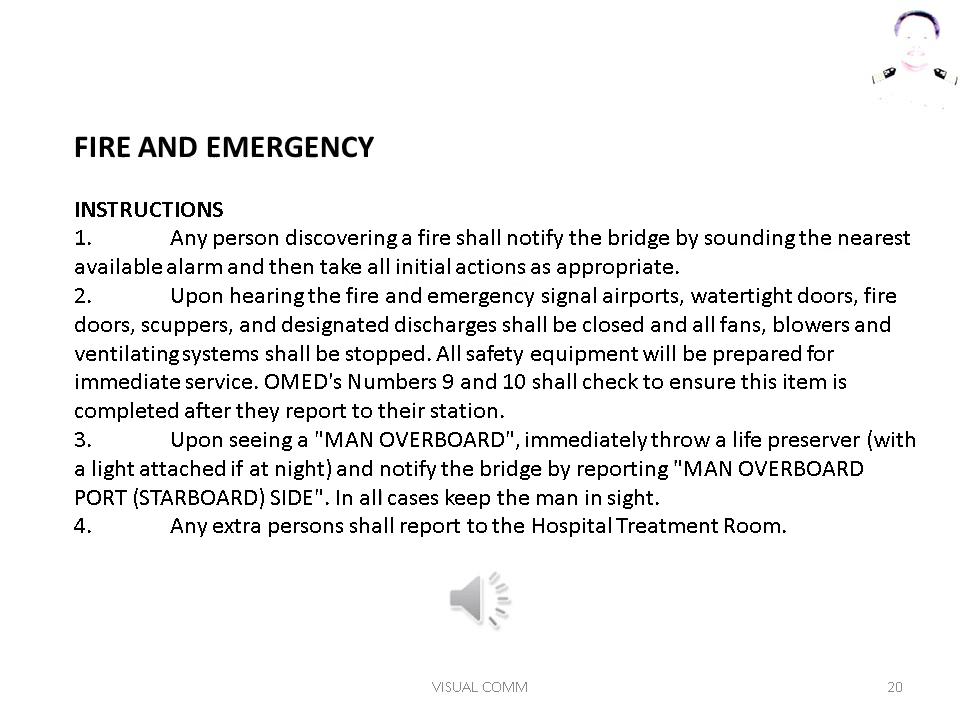 FIRE AND EMERGENCY
INSTRUCTIONS
1. Any person discovering a fire shall notify the bridge by sounding the nearest
available alarm and then take all initial actions as appropriate.
2. Upon hearing the fire and emergency signal airports, watertight doors, fire
doors, scuppers, and designated discharges shall be closed and all fans, blowers and
ventilating systems shall be stopped. All safety equipment will be prepared for
immediate service. OMED's Numbers 9 and 10 shall check to ensure this item is
completed after they report to their station.
3. Upon seeing a "MAN OVERBOARD", immediately throw a life preserver (with
a light attached if at night) and notify the bridge by reporting "MAN OVERBOARD
PORT (STARBOARD) SIDE". In all cases keep the man in sight.
4. Any extra persons shall report to the Hospital Treatment Room.
VISUAL COMM
20